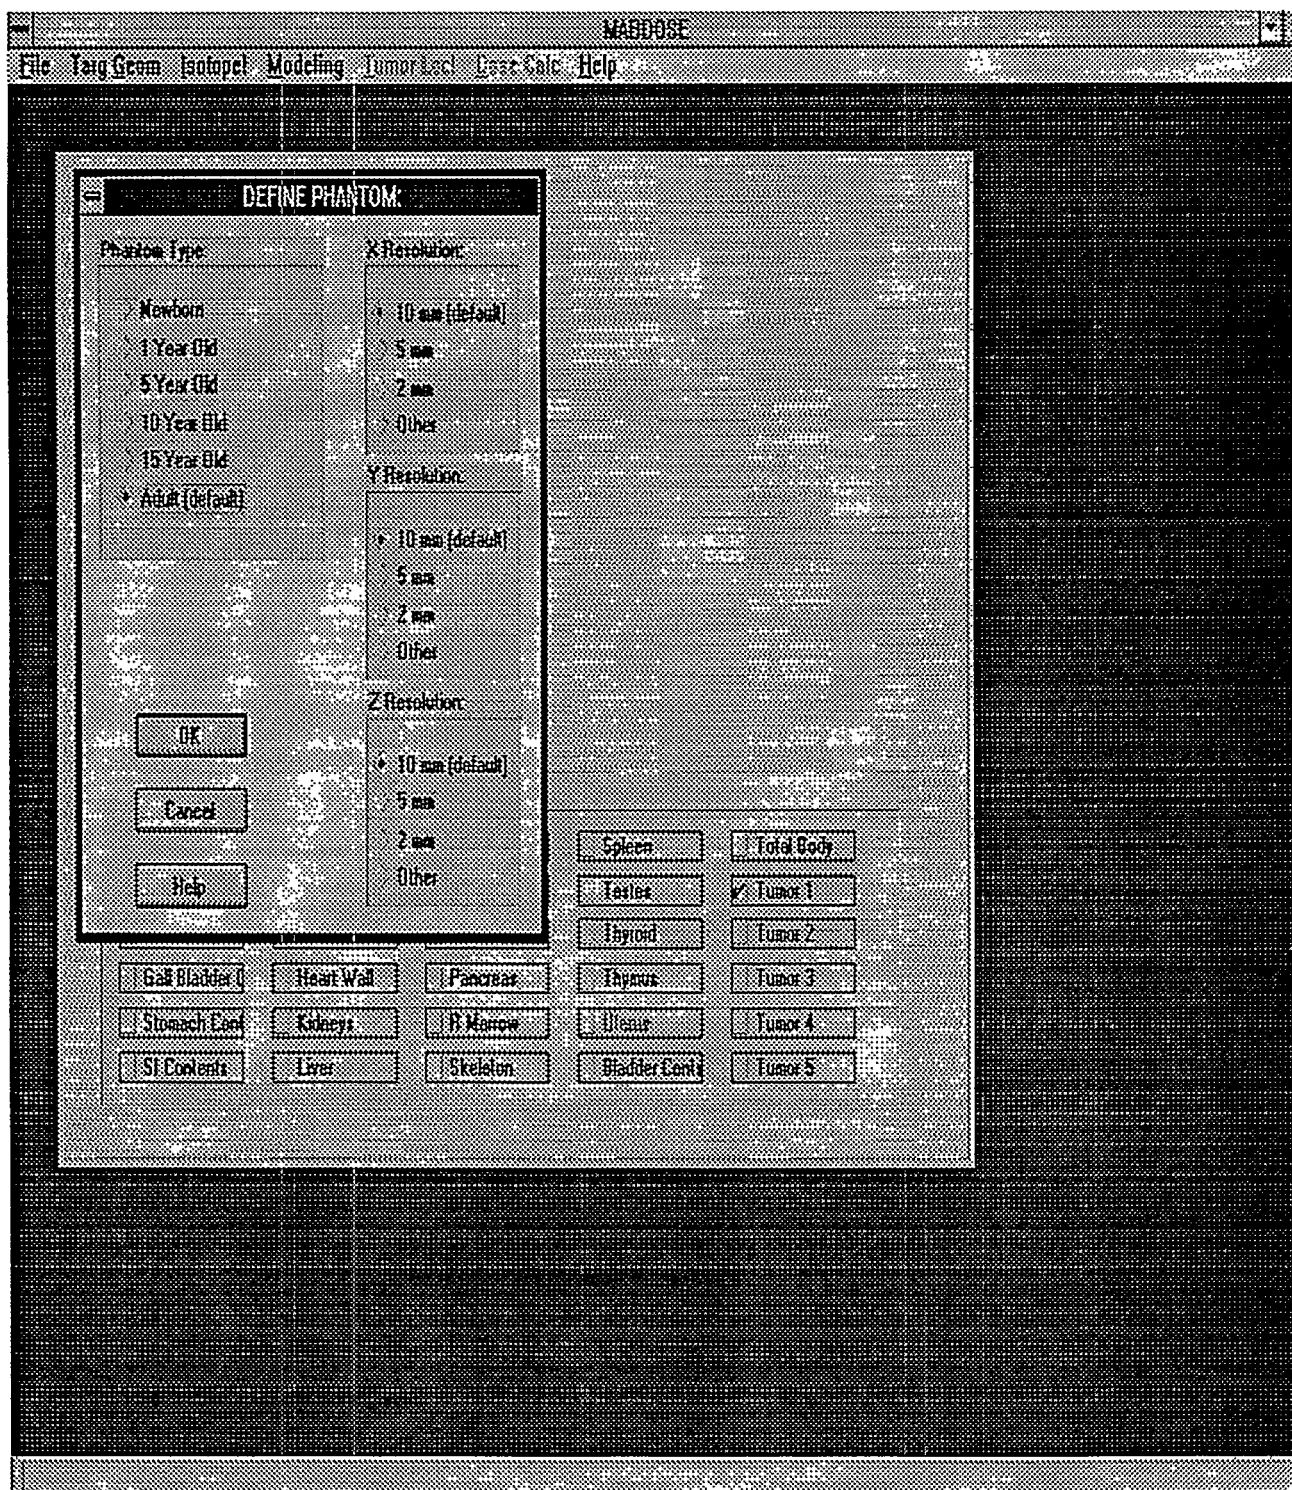 MABDOSE
File Targ Geom Isotope! Modeling Tumor Loc! Dose Calc Help
DEFINE PHANTOM:
Phantom Type:
Newborn
1 Year Old
5 Year Old
10 Year Old
15 Year Old
Adult (default)
X Resolution:
10 mm (default)
5 mm
2 mm
Other
Y Resolution:
10 mm (default)
5 mm
2 mm
Other
Z Resolution:
10 mm (default)
5 mm
2 mm
Other
OK
Cancel
Help
Spleen Total Body
Testes Tumor 1
Thyroid Tumor 2
Gall Bladder C Heart Wall Pancreas Thymus Tumor 3
Stomach Cont Kidneys R Marrow Uterus Tumor 4
SI Contents Liver Skeleton Bladder Conts Tumor 5